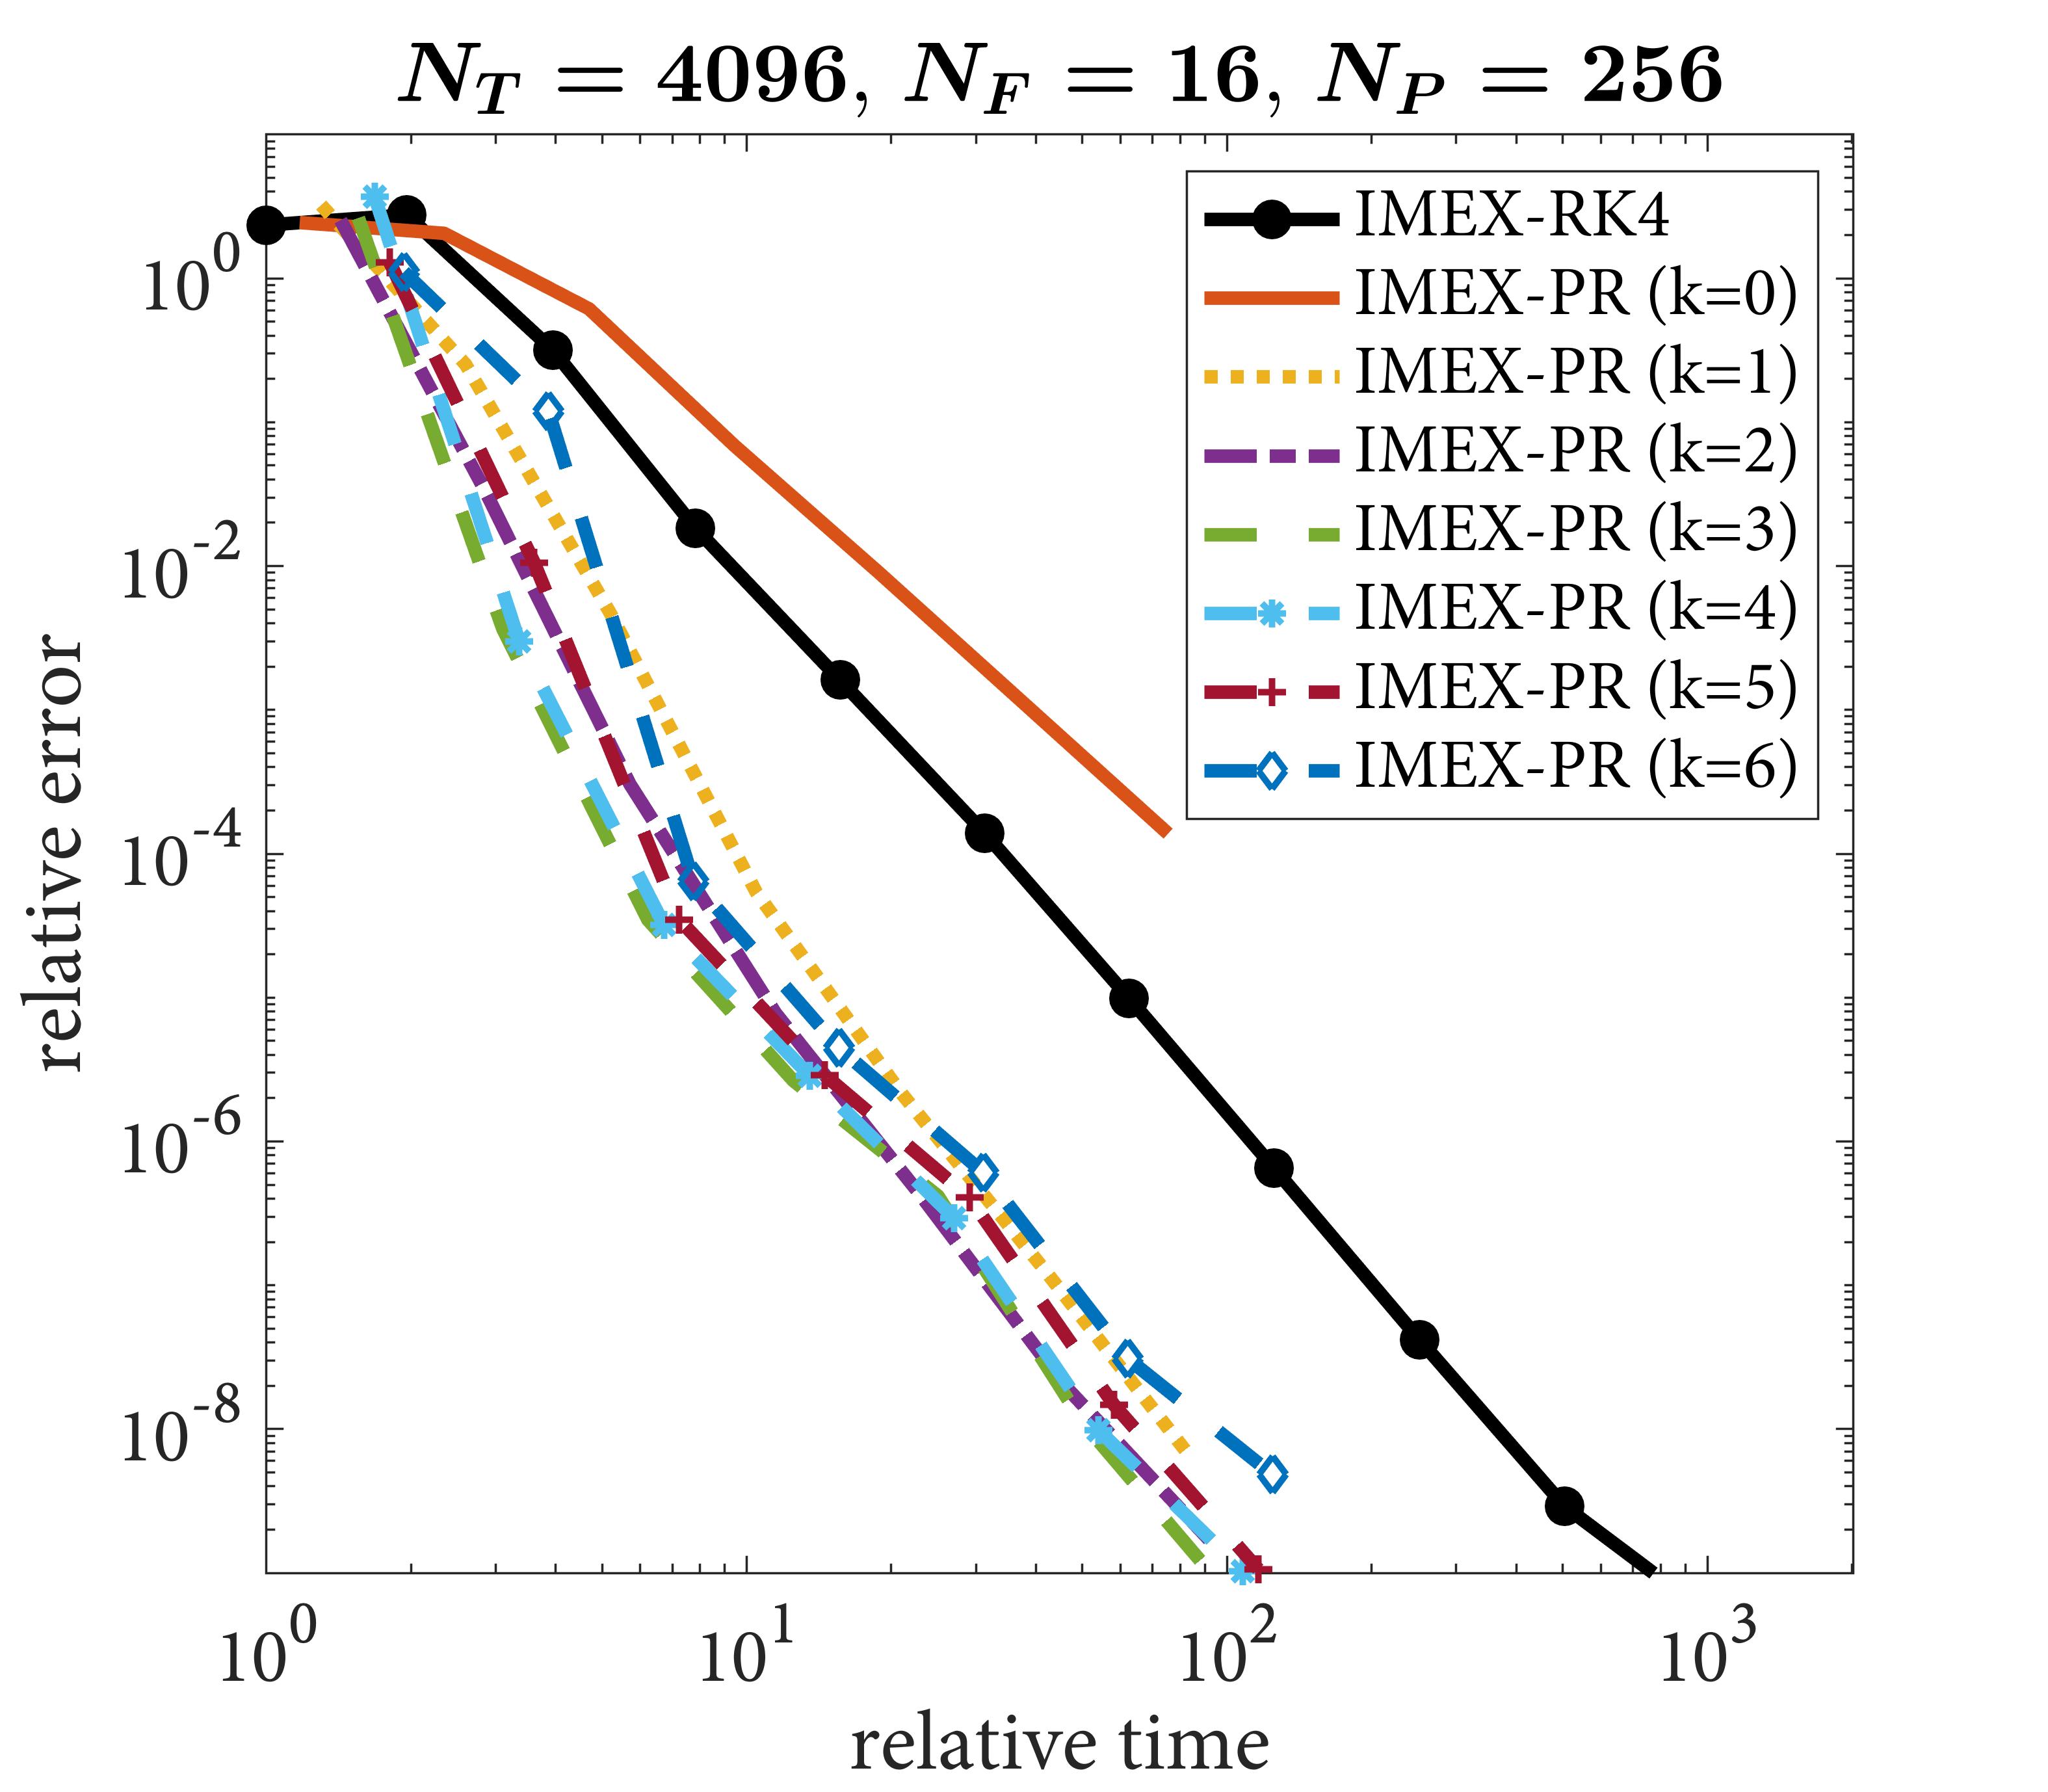 N_T = 4096, N_F = 16, N_P = 256
IMEX-RK4
IMEX-PR (k=0)
IMEX-PR (k=1)
IMEX-PR (k=2)
IMEX-PR (k=3)
IMEX-PR (k=4)
IMEX-PR (k=5)
IMEX-PR (k=6)
relative error
10^0
10^-2
10^-4
10^-6
10^-8
10^0 10^1 10^2 10^3
relative time